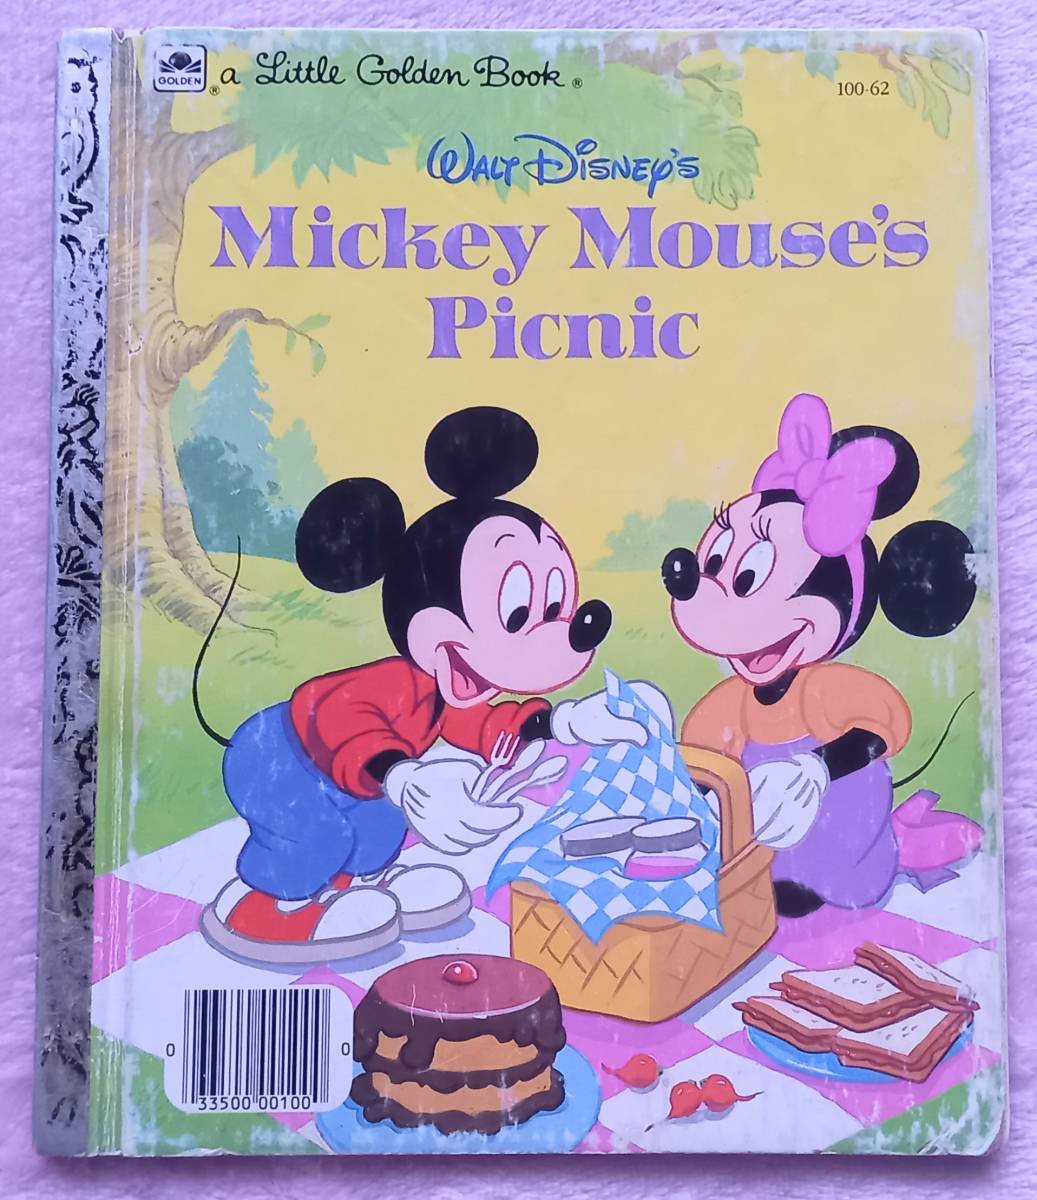 GOLDEN ® a Little Golden Book ®
100-62
WALT DISNEY'S
Mickey Mouse's
Picnic
0 33500 00100 0